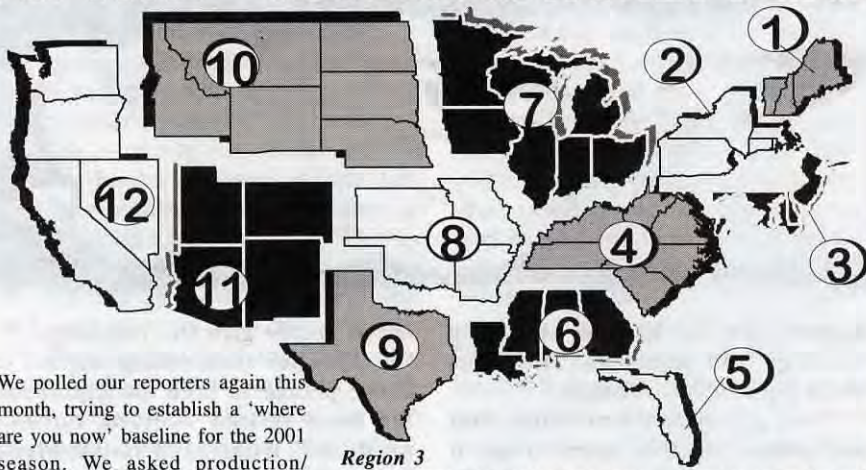 1
2
3
4
5
6
7
8
9
10
11
12
We polled our reporters again this
month, trying to establish a 'where
are you now' baseline for the 2001
season. We asked production/
Region 3